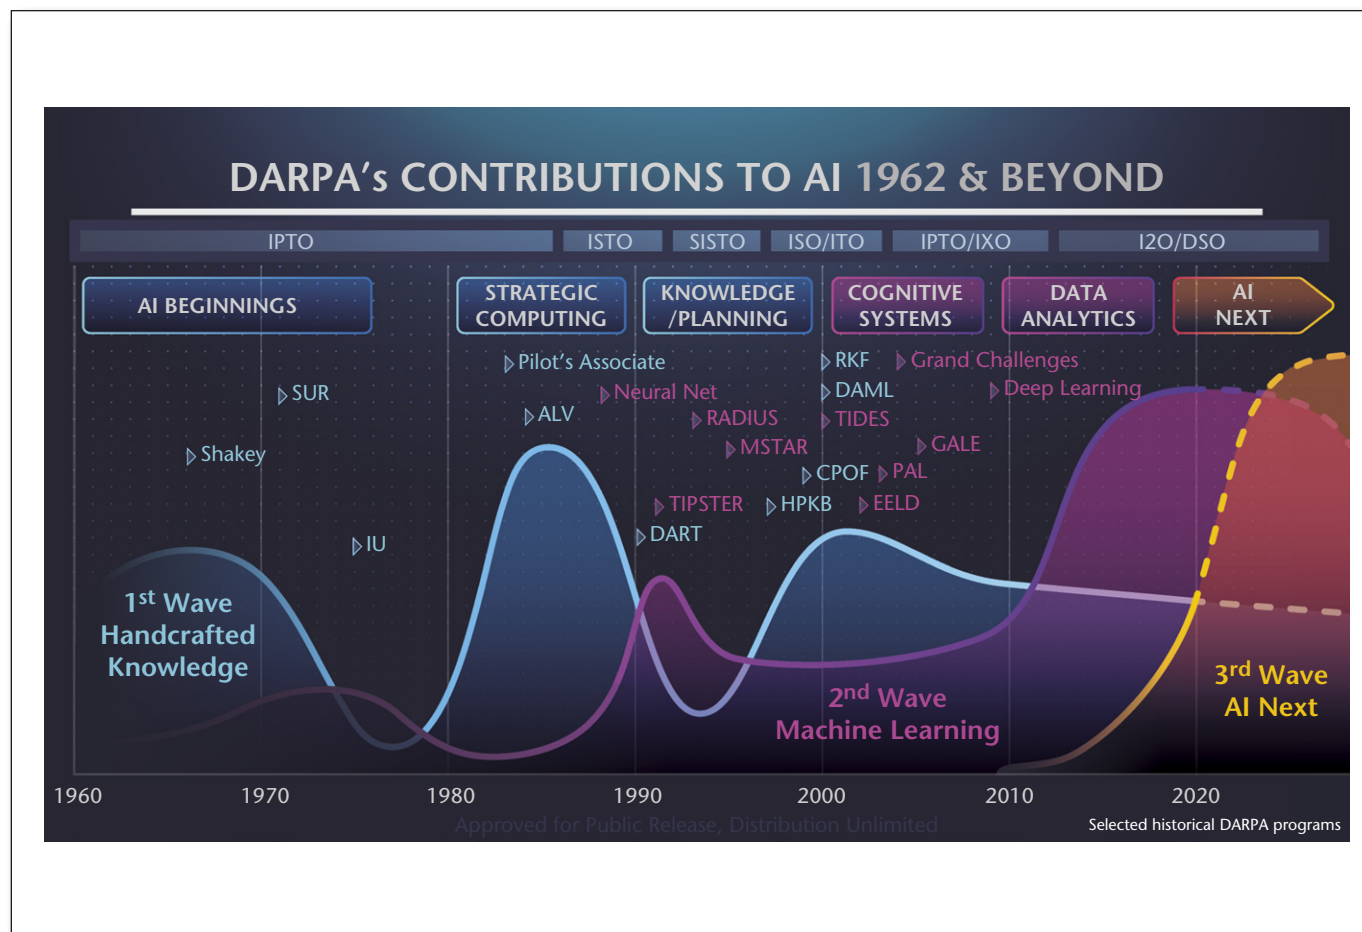 DARPA's CONTRIBUTIONS TO AI 1962 & BEYOND
IPTO
ISTO
SISTO
ISO/ITO
IPTO/IXO
I2O/DSO
AI BEGINNINGS
STRATEGIC
COMPUTING
KNOWLEDGE
/PLANNING
COGNITIVE
SYSTEMS
DATA
ANALYTICS
AI
NEXT
Pilot's Associate
RKF
Grand Challenges
SUR
Neural Net
DAML
Deep Learning
ALV
RADIUS
TIDES
Shakey
MSTAR
GALE
CPOF
PAL
TIPSTER
HPKB
EELD
IU
DART
1st Wave
Handcrafted
Knowledge
2nd Wave
Machine Learning
3rd Wave
AI Next
1960
1970
1980
1990
2000
2010
2020
Approved for Public Release, Distribution Unlimited
Selected historical DARPA programs